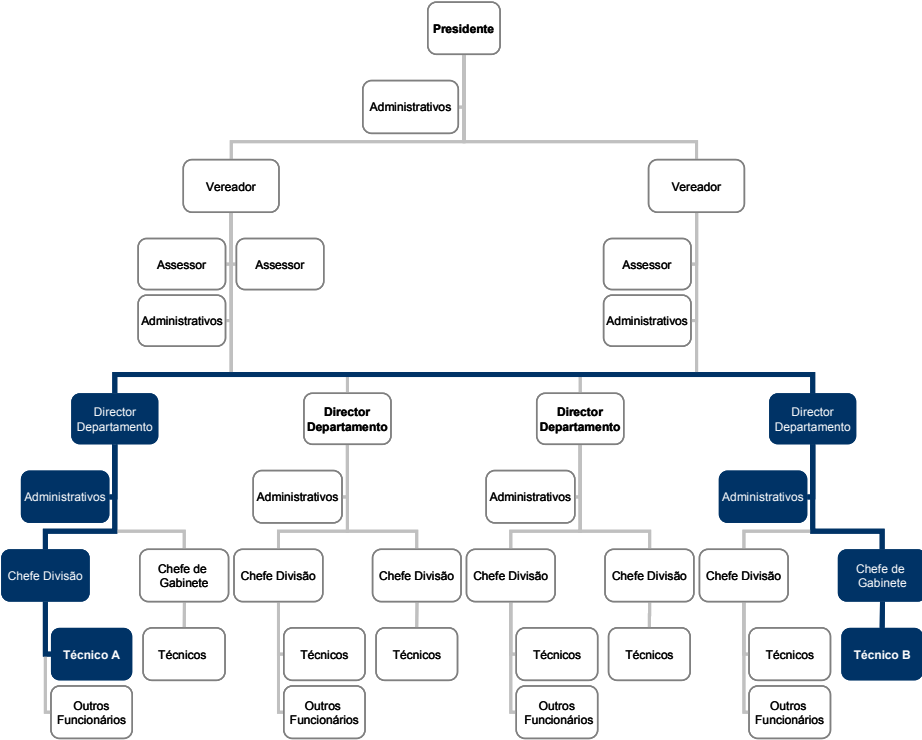 Presidente
Administrativos
Vereador
Vereador
Assessor
Assessor
Assessor
Administrativos
Administrativos
Director
Departamento
Director
Departamento
Director
Departamento
Director
Departamento
Administrativos
Administrativos
Administrativos
Administrativos
Chefe Divisão
Chefe de
Gabinete
Chefe Divisão
Chefe Divisão
Chefe Divisão
Chefe Divisão
Chefe Divisão
Chefe de
Gabinete
Técnico A
Técnicos
Técnicos
Técnicos
Técnicos
Técnicos
Técnicos
Técnico B
Outros
Funcionários
Outros
Funcionários
Outros
Funcionários
Outros
Funcionários